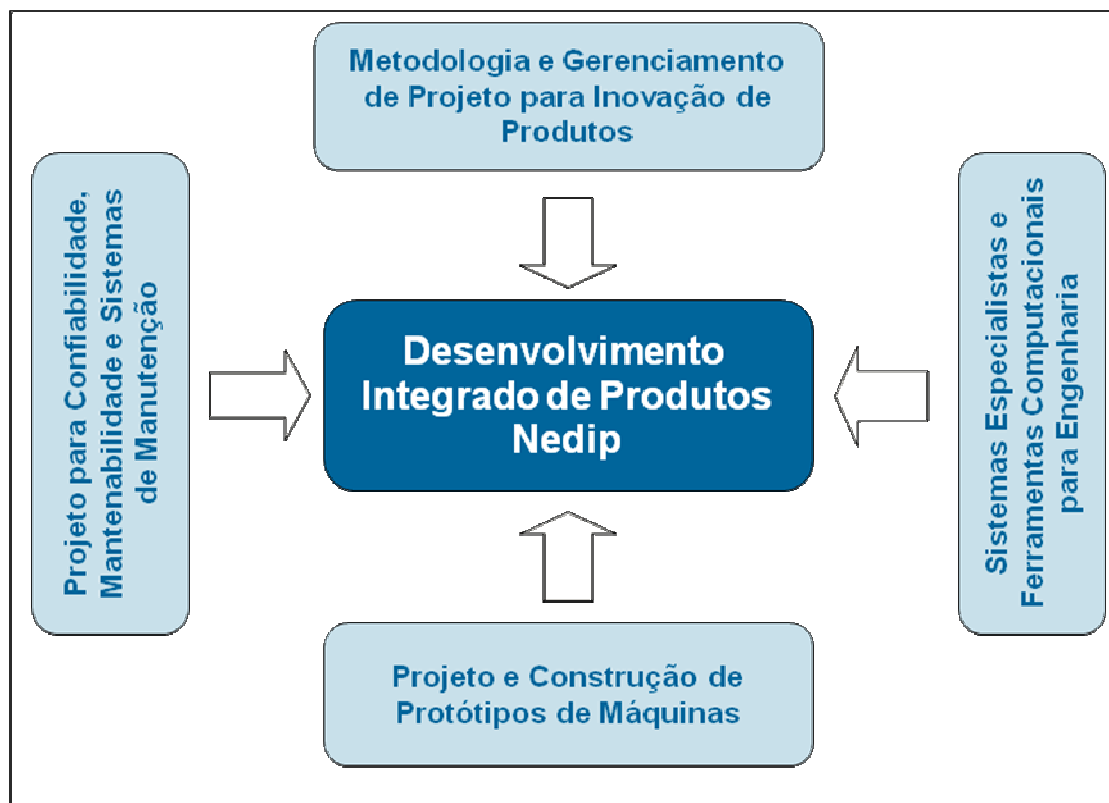 Metodologia e Gerenciamento
de Projeto para Inovação de
Produtos
Projeto para Confiabilidade,
Mantenabilidade e Sistemas
de Manutenção
Desenvolvimento
Integrado de Produtos
Nedip
Sistemas Especialistas e
Ferramentas Computacionais
para Engenharia
Projeto e Construção de
Protótipos de Máquinas